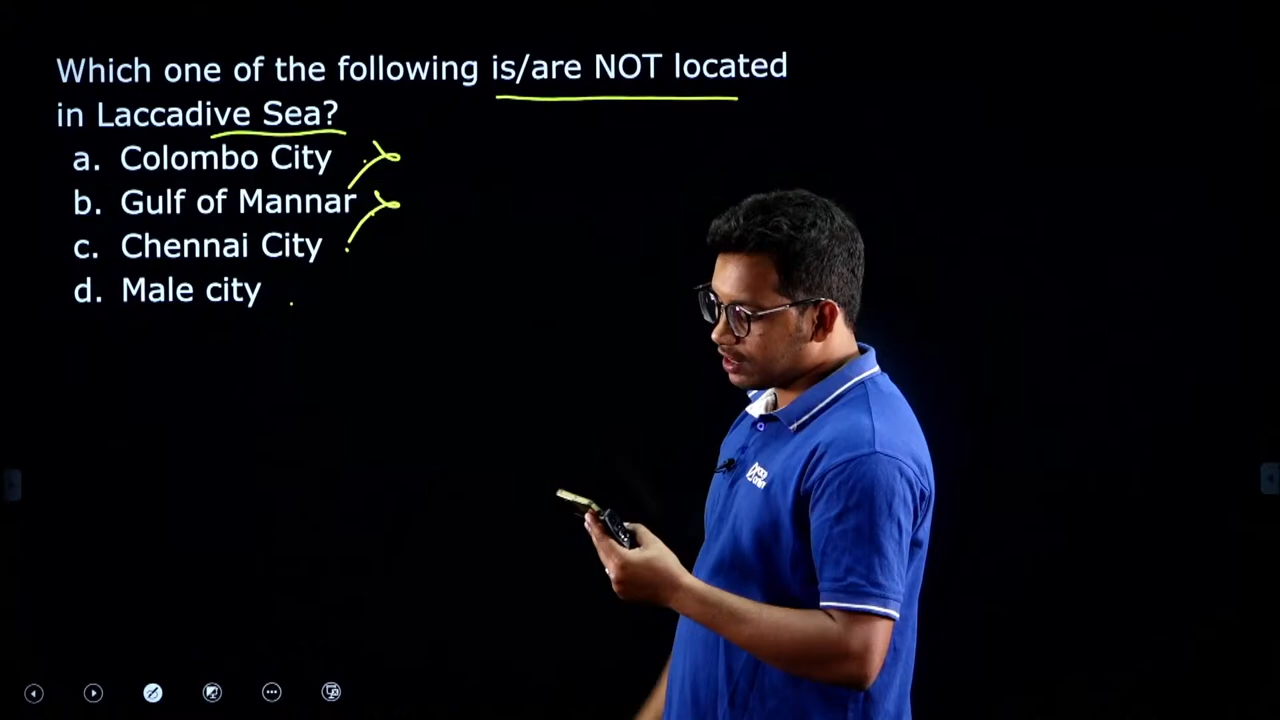 Which one of the following is/are NOT located
in Laccadive Sea?
a. Colombo City
b. Gulf of Mannar
c. Chennai City
d. Male city